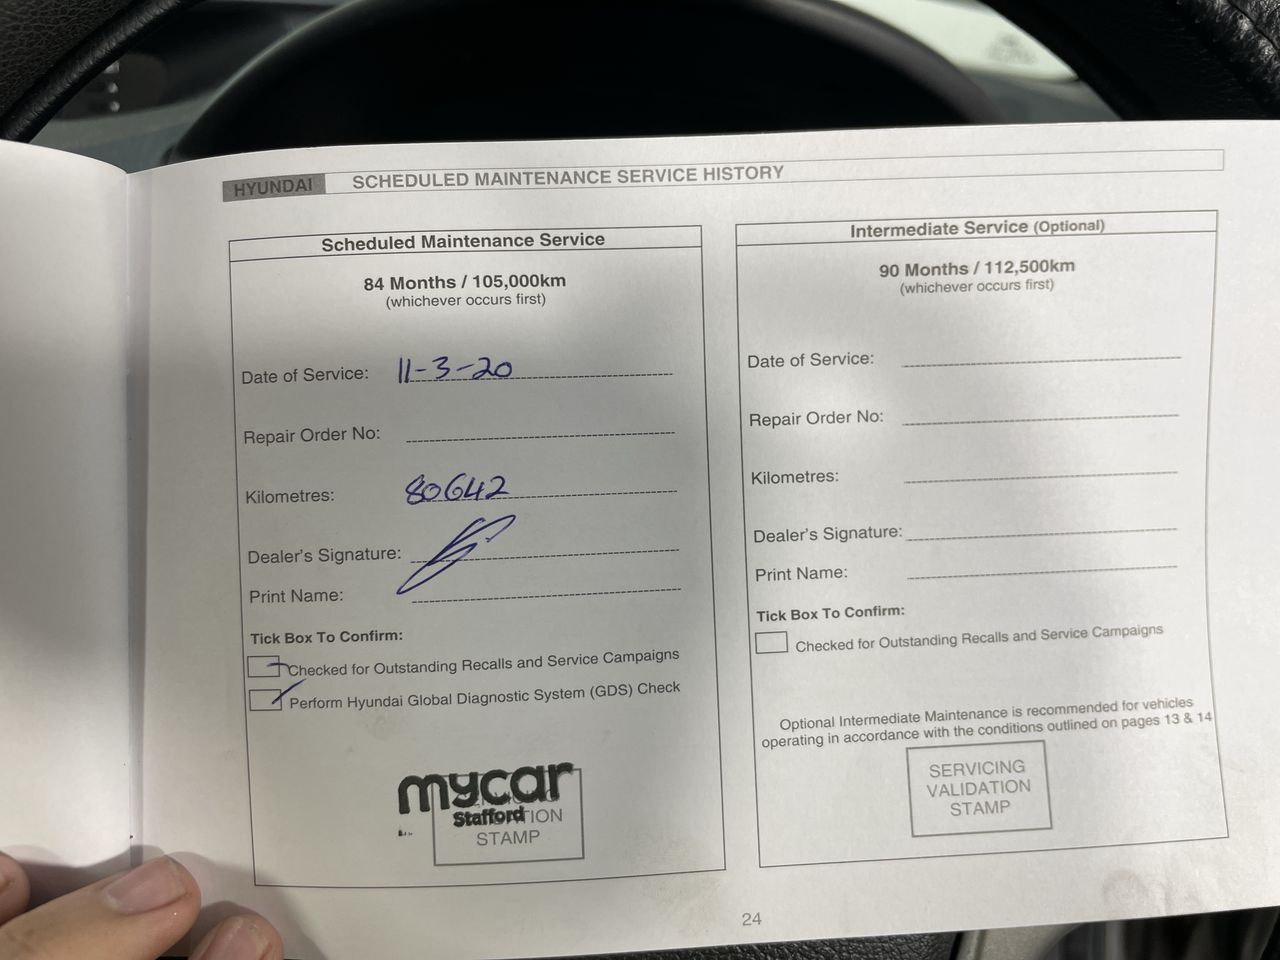 HYUNDAI SCHEDULED MAINTENANCE SERVICE HISTORY
Scheduled Maintenance Service
84 Months / 105,000km
(whichever occurs first)
Date of Service: 11-3-20
Repair Order No:
Kilometres: 80642
Dealer's Signature:
Print Name:
Tick Box To Confirm:
Checked for Outstanding Recalls and Service Campaigns
Perform Hyundai Global Diagnostic System (GDS) Check
mycar
Stafford
STAMP
Intermediate Service (Optional)
90 Months / 112,500km
(whichever occurs first)
Date of Service:
Repair Order No:
Kilometres:
Dealer's Signature:
Print Name:
Tick Box To Confirm:
Checked for Outstanding Recalls and Service Campaigns
Optional Intermediate Maintenance is recommended for vehicles
operating in accordance with the conditions outlined on pages 13 & 14
SERVICING
VALIDATION
STAMP
24